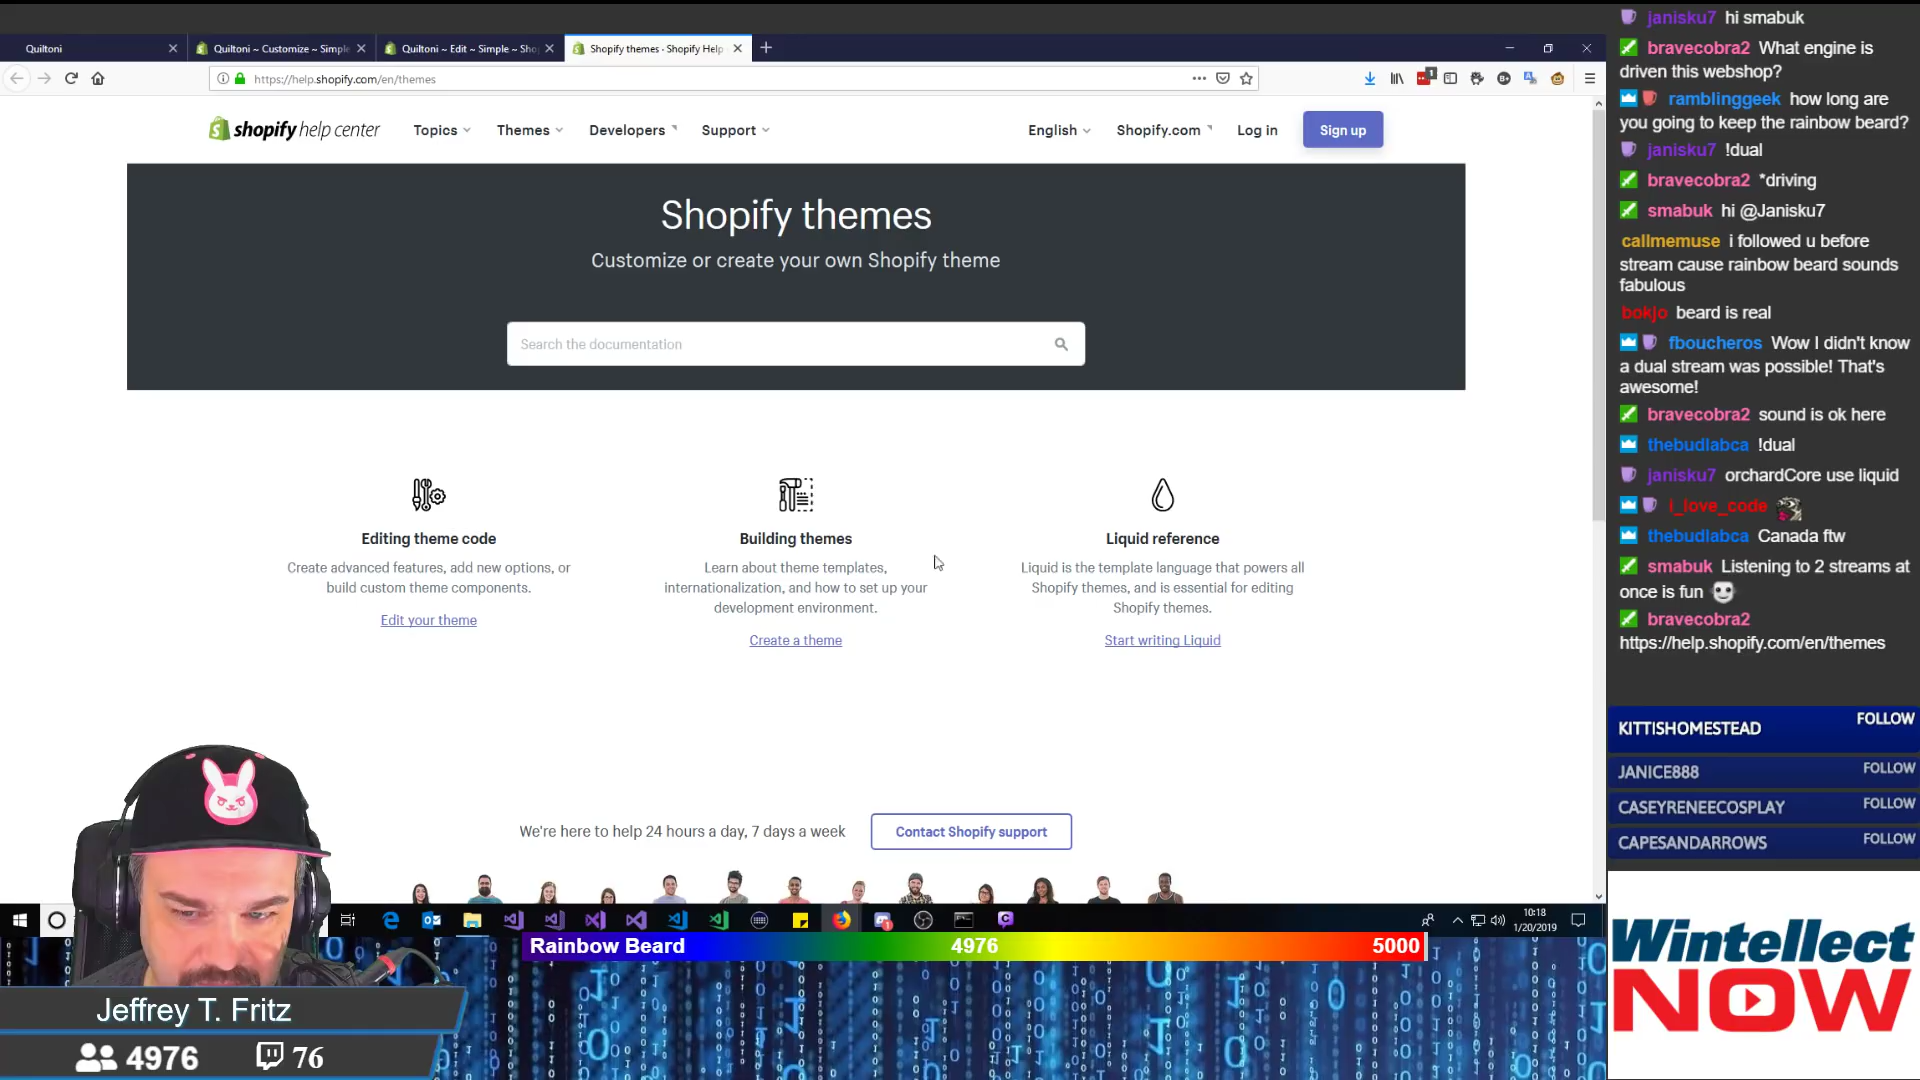 Quiltoni
Quiltoni ~ Customize ~ Simple
Quiltoni ~ Edit ~ Simple ~ Sho
Shopify themes · Shopify Help
https://help.shopify.com/en/themes
shopify help center
Topics
Themes
Developers
Support
English
Shopify.com
Log in
Sign up
Shopify themes
Customize or create your own Shopify theme
Search the documentation
Editing theme code
Create advanced features, add new options, or
build custom theme components.
Edit your theme
Building themes
Learn about theme templates,
internationalization, and how to set up your
development environment.
Create a theme
Liquid reference
Liquid is the template language that powers all
Shopify themes, and is essential for editing
Shopify themes.
Start writing Liquid
We're here to help 24 hours a day, 7 days a week
Contact Shopify support
10:18
1/20/2019
Rainbow Beard
4976
5000
Jeffrey T. Fritz
4976
76
janisku7 hi smabuk
bravecobra2 What engine is
driven this webshop?
ramblinggeek how long are
you going to keep the rainbow beard?
janisku7 !dual
bravecobra2 *driving
smabuk hi @Janisku7
callmemuse i followed u before
stream cause rainbow beard sounds
fabulous
bokjo beard is real
fboucheros Wow I didn't know
a dual stream was possible! That's
awesome!
bravecobra2 sound is ok here
thebudlabca !dual
janisku7 orchardCore use liquid
i_love_code
thebudlabca Canada ftw
smabuk Listening to 2 streams at
once is fun
bravecobra2
https://help.shopify.com/en/themes
KITTISHOMESTEAD FOLLOW
JANICE888 FOLLOW
CASEYRENEECOSPLAY FOLLOW
CAPESANDARROWS FOLLOW
Wintellect
NOW